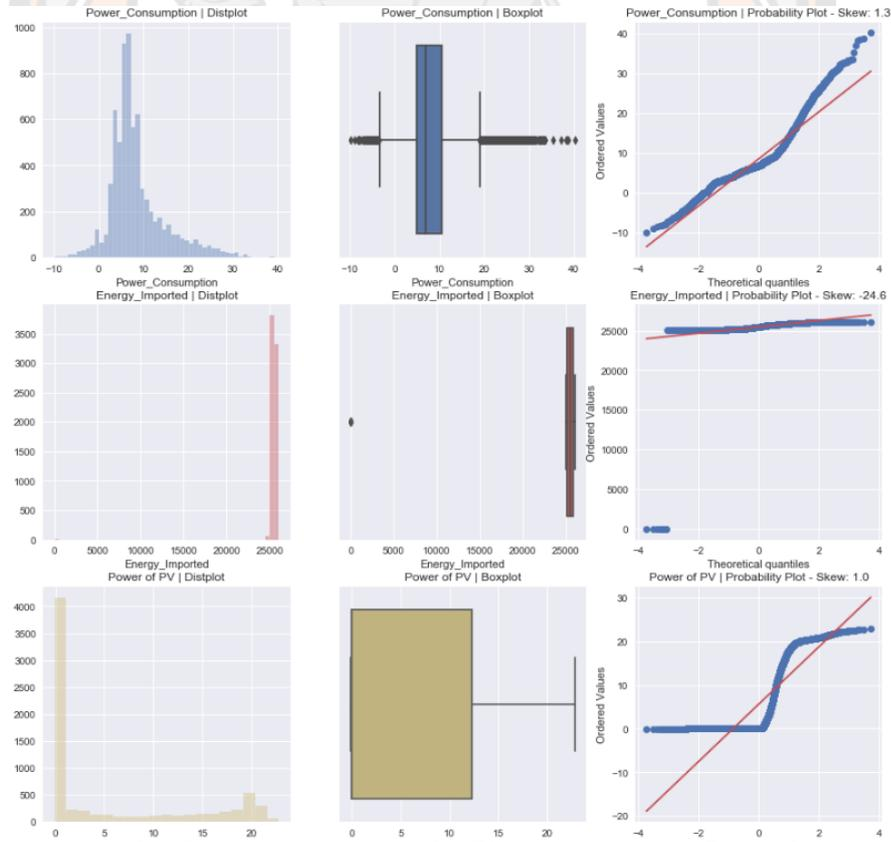 Power_Consumption | Distplot
Power_Consumption | Boxplot
Power_Consumption | Probability Plot - Skew: 1.3
1000
800
600
400
200
0
-10 0 10 20 30 40
Power_Consumption
-10 0 10 20 30 40
Power_Consumption
Ordered Values
40
30
20
10
0
-10
-4 -2 0 2 4
Theoretical quantiles
Energy_Imported | Distplot
Energy_Imported | Boxplot
Energy_Imported | Probability Plot - Skew: -24.6
3500
3000
2500
2000
1500
1000
500
0
0 5000 10000 15000 20000 25000
Energy_Imported
0 5000 10000 15000 20000 25000
Energy_Imported
Ordered Values
25000
20000
15000
10000
5000
0
-4 -2 0 2 4
Theoretical quantiles
Power of PV | Distplot
Power of PV | Boxplot
Power of PV | Probability Plot - Skew: 1.0
4000
3500
3000
2500
2000
1500
1000
500
0
0 5 10 15 20
0 5 10 15 20
Ordered Values
30
20
10
0
-10
-20
-4 -2 0 2 4